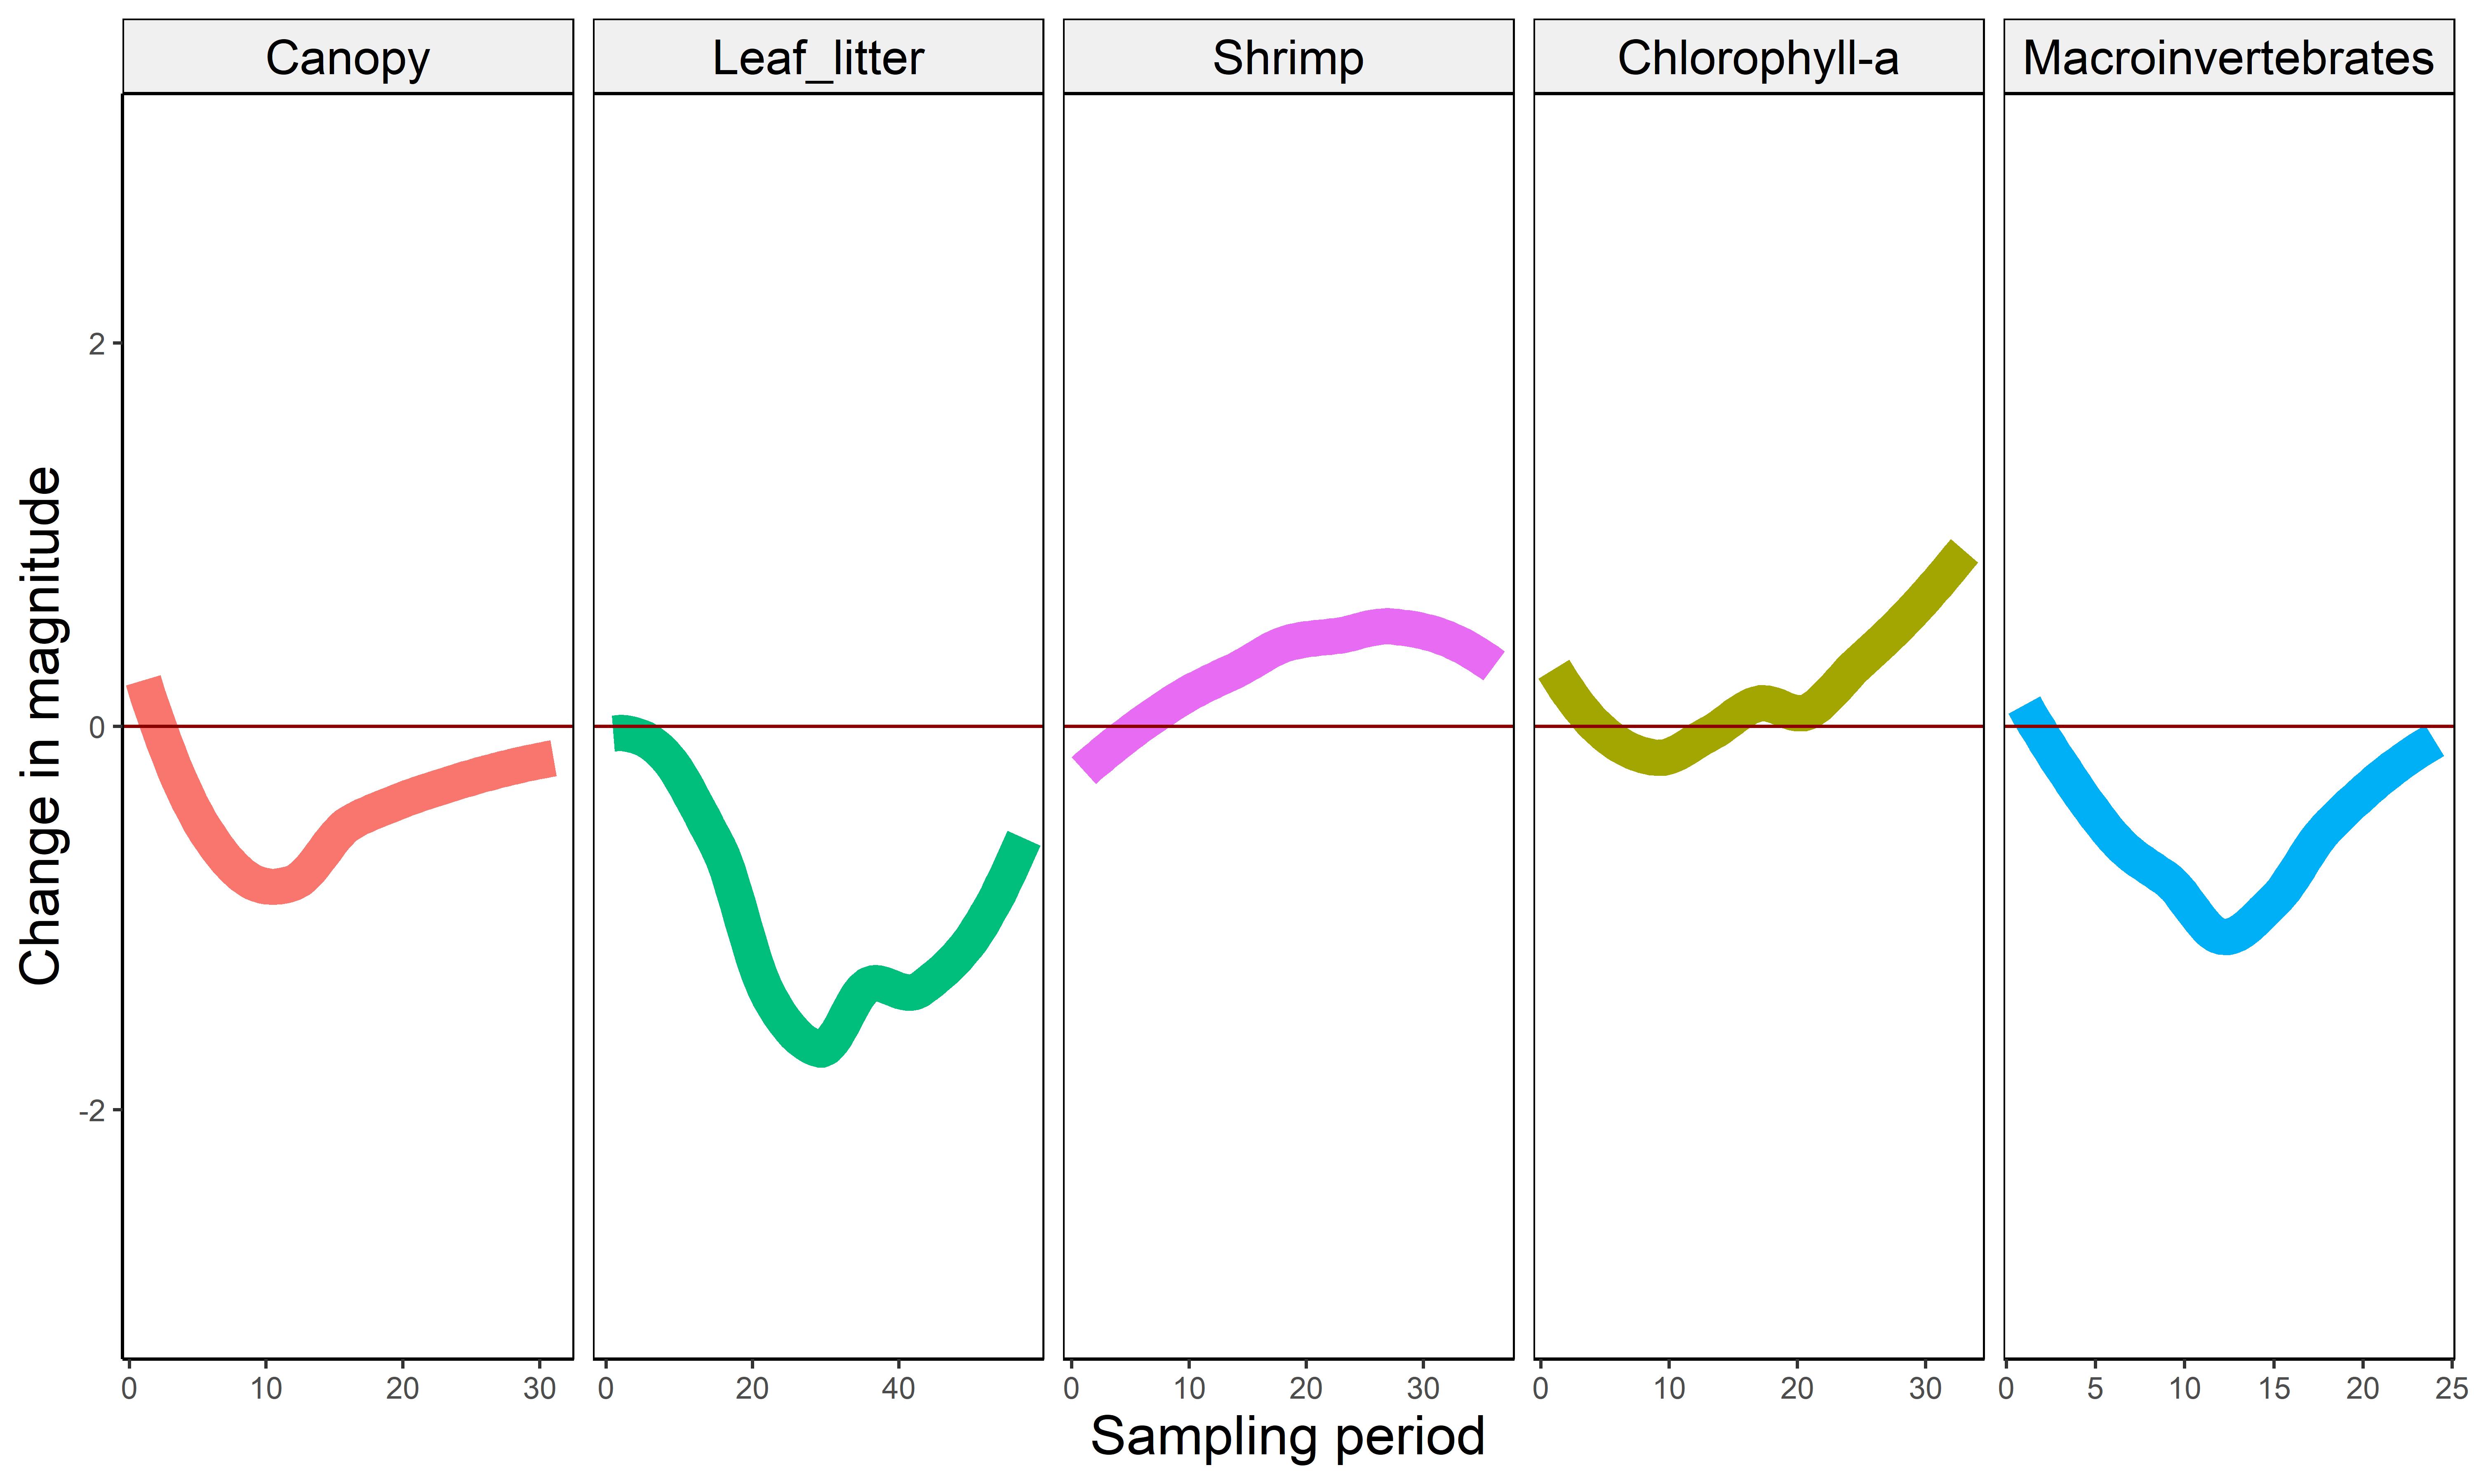 Canopy Leaf_litter Shrimp Chlorophyll-a Macroinvertebrates
Change in magnitude
2
0
-2
0 10 20 30 0 20 40 0 10 20 30 0 10 20 30 0 5 10 15 20 25
Sampling period